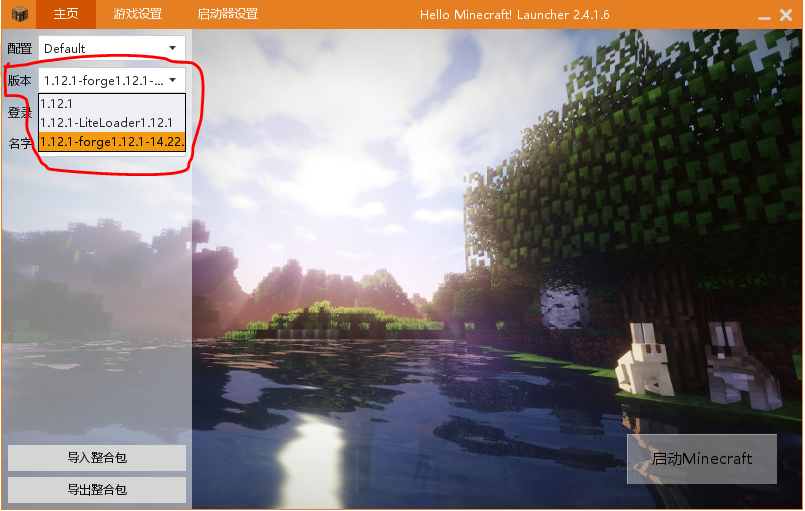 主页 游戏设置 启动器设置 Hello Minecraft! Launcher 2.4.1.6
配置 Default
版本 1.12.1-forge1.12.1-...
1.12.1
登录
1.12.1-LiteLoader1.12.1
名字 1.12.1-forge1.12.1-14.22.
启动Minecraft
导入整合包
导出整合包